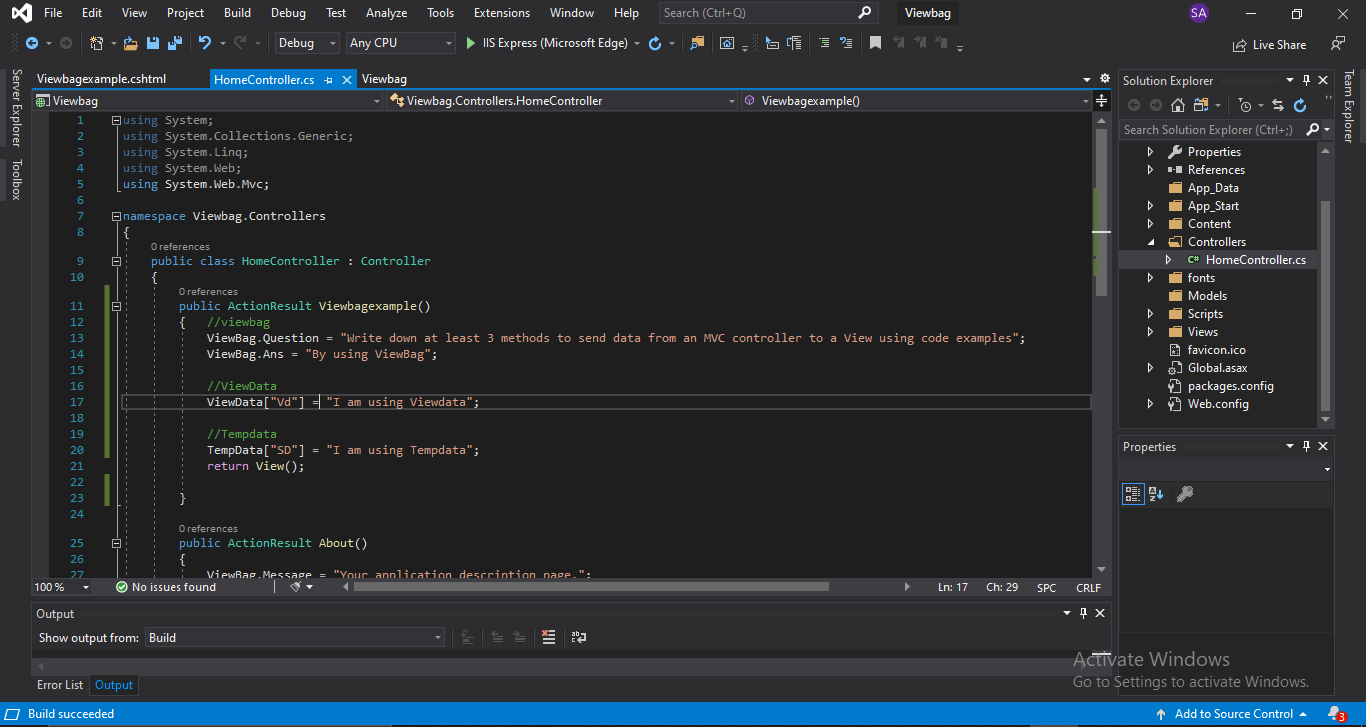 File Edit View Project Build Debug Test Analyze Tools Extensions Window Help Search (Ctrl+Q) Viewbag SA
Debug Any CPU IIS Express (Microsoft Edge) Live Share
Server Explorer
Toolbox
Viewbagexample.cshtml HomeController.cs Viewbag
Viewbag Viewbag.Controllers.HomeController Viewbagexample()
1 using System;
2 using System.Collections.Generic;
3 using System.Linq;
4 using System.Web;
5 using System.Web.Mvc;
6
7 namespace Viewbag.Controllers
8 {
0 references
9 public class HomeController : Controller
10 {
0 references
11 public ActionResult Viewbagexample()
12 { //viewbag
13 ViewBag.Question = "Write down at least 3 methods to send data from an MVC controller to a View using code examples";
14 ViewBag.Ans = "By using ViewBag";
15
16 //ViewData
17 ViewData["Vd"] = "I am using Viewdata";
18
19 //Tempdata
20 TempData["SD"] = "I am using Tempdata";
21 return View();
22
23 }
24
0 references
25 public ActionResult About()
26 {
27 ViewBag.Message = "Your application description page.";
100 % No issues found Ln: 17 Ch: 29 SPC CRLF
Output
Show output from: Build
Error List Output
Solution Explorer
Search Solution Explorer (Ctrl+;)
Properties
References
App_Data
App_Start
Content
Controllers
C# HomeController.cs
fonts
Models
Scripts
Views
favicon.ico
Global.asax
packages.config
Web.config
Team Explorer
Properties
Activate Windows
Go to Settings to activate Windows.
Build succeeded Add to Source Control 3